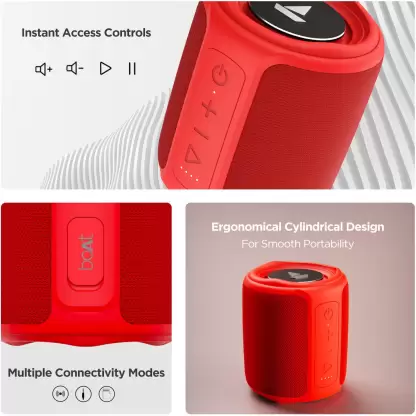 Instant Access Controls
boAt
Multiple Connectivity Modes
Ergonomical Cylindrical Design
For Smooth Portability